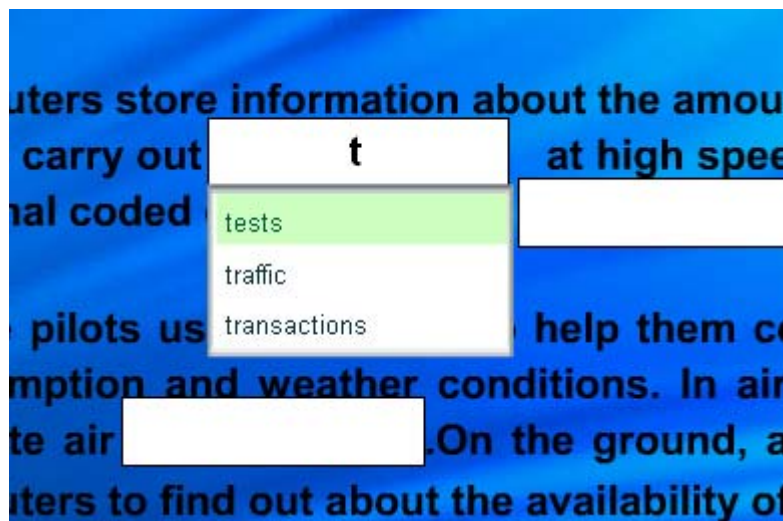 uters store information about the amou
carry out t at high spee
nal coded
tests
traffic
transactions
pilots us help them c
mption and weather conditions. In air
te air .On the ground, a
uters to find out about the availability of